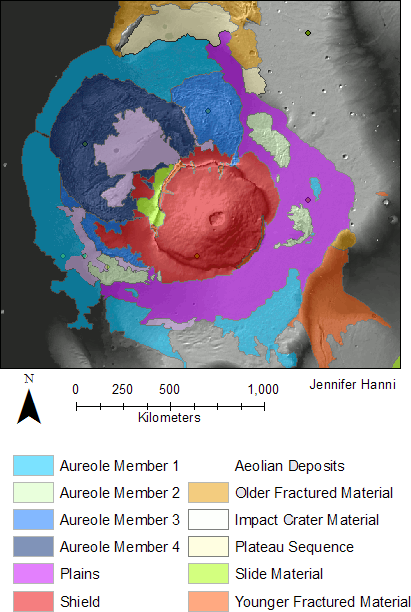 N
0 250 500 1,000
Jennifer Hanni
Kilometers
Aureole Member 1
Aureole Member 2
Aureole Member 3
Aureole Member 4
Plains
Shield
Aeolian Deposits
Older Fractured Material
Impact Crater Material
Plateau Sequence
Slide Material
Younger Fractured Material